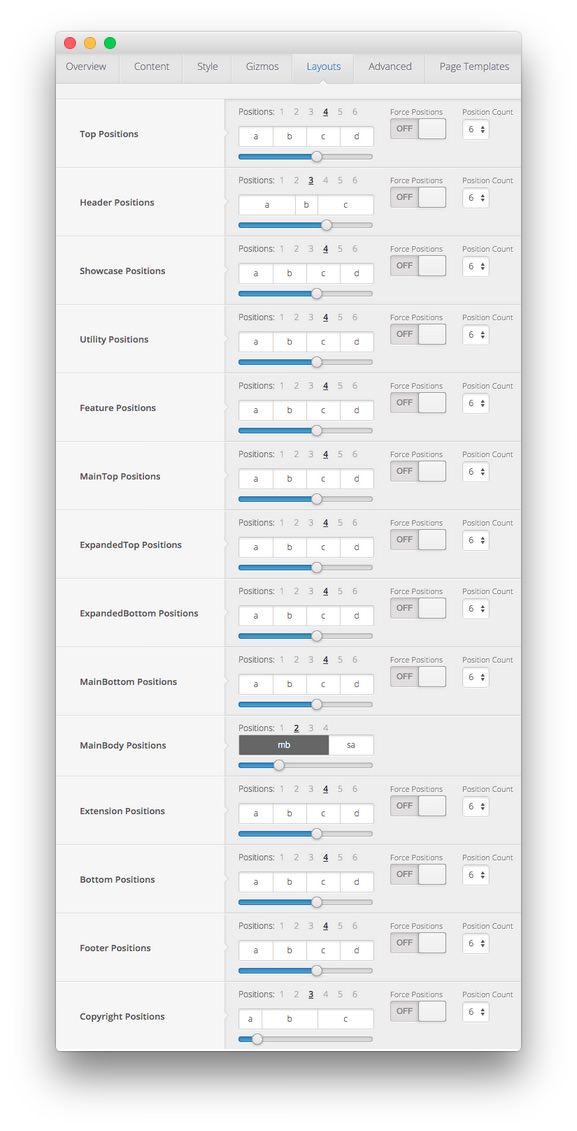 Overview Content Style Gizmos Layouts Advanced Page Templates
Positions: 1 2 3 4 5 6 Force Positions Position Count
Top Positions a b c d OFF 6
Positions: 1 2 3 4 5 6 Force Positions Position Count
Header Positions a b c OFF 6
Positions: 1 2 3 4 5 6 Force Positions Position Count
Showcase Positions a b c d OFF 6
Positions: 1 2 3 4 5 6 Force Positions Position Count
Utility Positions a b c d OFF 6
Positions: 1 2 3 4 5 6 Force Positions Position Count
Feature Positions a b c d OFF 6
Positions: 1 2 3 4 5 6 Force Positions Position Count
MainTop Positions a b c d OFF 6
Positions: 1 2 3 4 5 6 Force Positions Position Count
ExpandedTop Positions a b c d OFF 6
Positions: 1 2 3 4 5 6 Force Positions Position Count
ExpandedBottom Positions a b c d OFF 6
Positions: 1 2 3 4 5 6 Force Positions Position Count
MainBottom Positions a b c d OFF 6
Positions: 1 2 3 4
MainBody Positions mb sa
Positions: 1 2 3 4 5 6 Force Positions Position Count
Extension Positions a b c d OFF 6
Positions: 1 2 3 4 5 6 Force Positions Position Count
Bottom Positions a b c d OFF 6
Positions: 1 2 3 4 5 6 Force Positions Position Count
Footer Positions a b c d OFF 6
Positions: 1 2 3 4 5 6 Force Positions Position Count
Copyright Positions a b c OFF 6